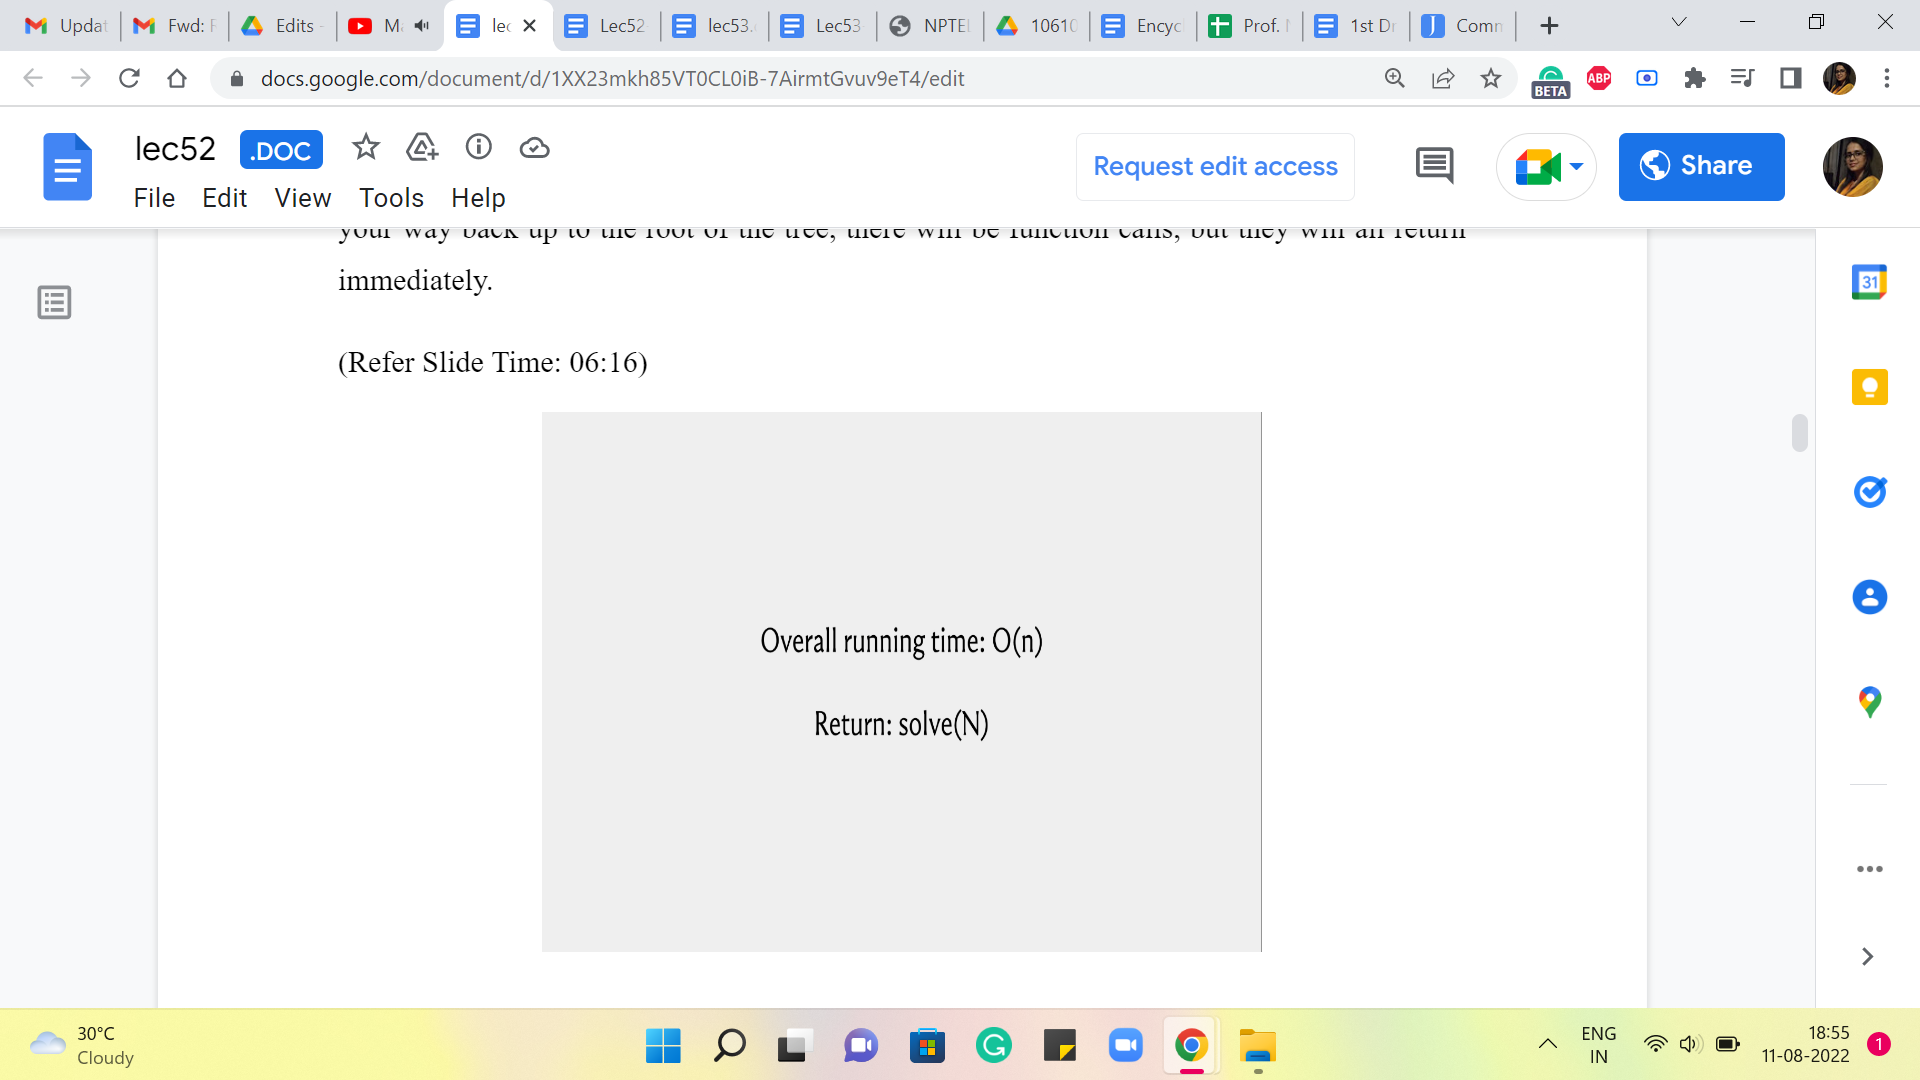 Updat
Fwd: F
Edits -
Ma
lec
Lec52
lec53.
Lec53
NPTEL
10610
Encyc
Prof. N
1st Dr
Comm
docs.google.com/document/d/1XX23mkh85VT0CL0iB-7AirmtGvuv9eT4/edit
BETA
ABP
lec52
.DOC
Request edit access
Share
File Edit View Tools Help
your way back up to the root of the tree, there will be function calls, but they will all return
immediately.
(Refer Slide Time: 06:16)
Overall running time: O(n)
Return: solve(N)
31
30°C
Cloudy
ENG
IN
18:55
11-08-2022
1